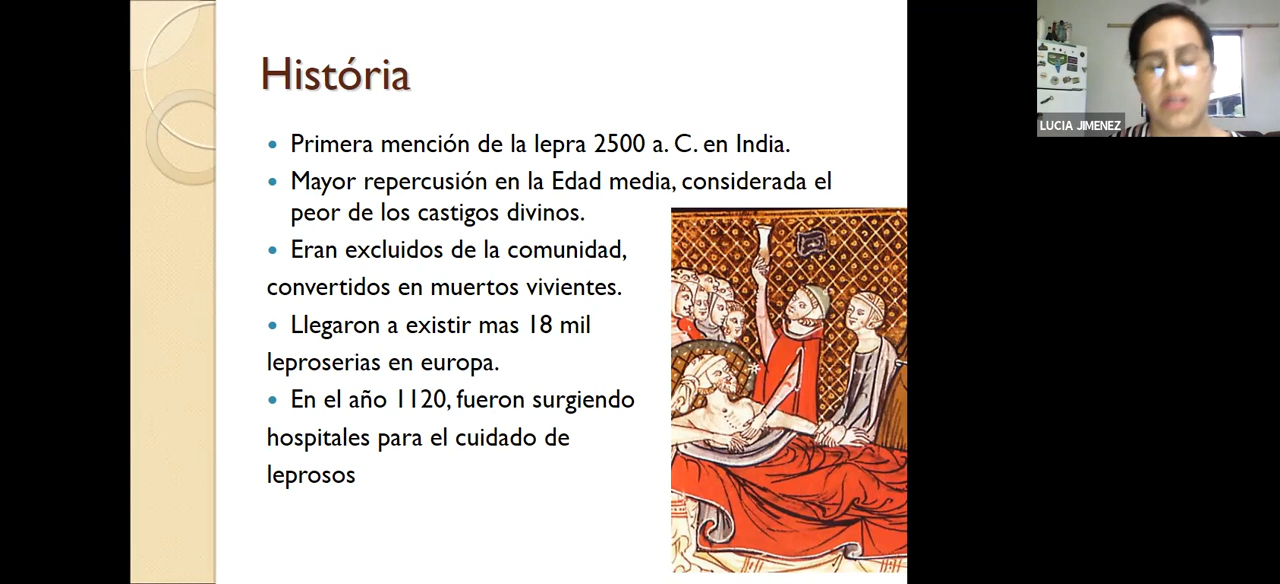 História
LUCIA JIMENEZ
• Primera mención de la lepra 2500 a. C. en India.
• Mayor repercusión en la Edad media, considerada el
peor de los castigos divinos.
• Eran excluidos de la comunidad,
convertidos en muertos vivientes.
• Llegaron a existir mas 18 mil
leproserias en europa.
• En el año 1120, fueron surgiendo
hospitales para el cuidado de
leprosos